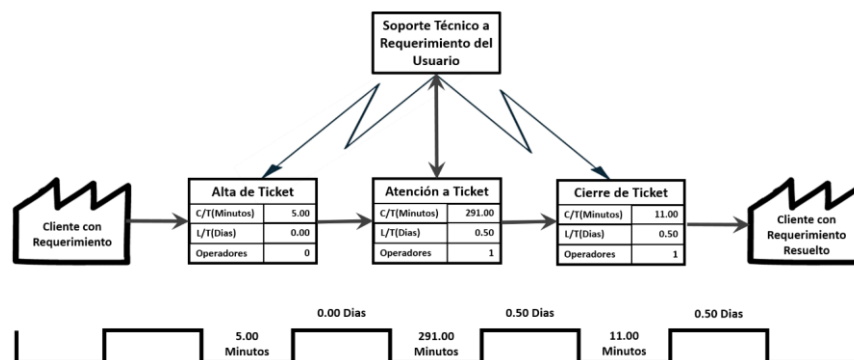 Soporte Técnico a
Requerimiento del
Usuario
Cliente con
Requerimiento
Alta de Ticket
C/T(Minutos) 5.00
L/T(Dias) 0.00
Operadores 0
Atención a Ticket
C/T(Minutos) 291.00
L/T(Dias) 0.50
Operadores 1
Cierre de Ticket
C/T(Minutos) 11.00
L/T(Dias) 0.50
Operadores 1
Cliente con
Requerimiento
Resuelto
0.00 Dias
0.50 Dias
0.50 Dias
5.00
Minutos
291.00
Minutos
11.00
Minutos